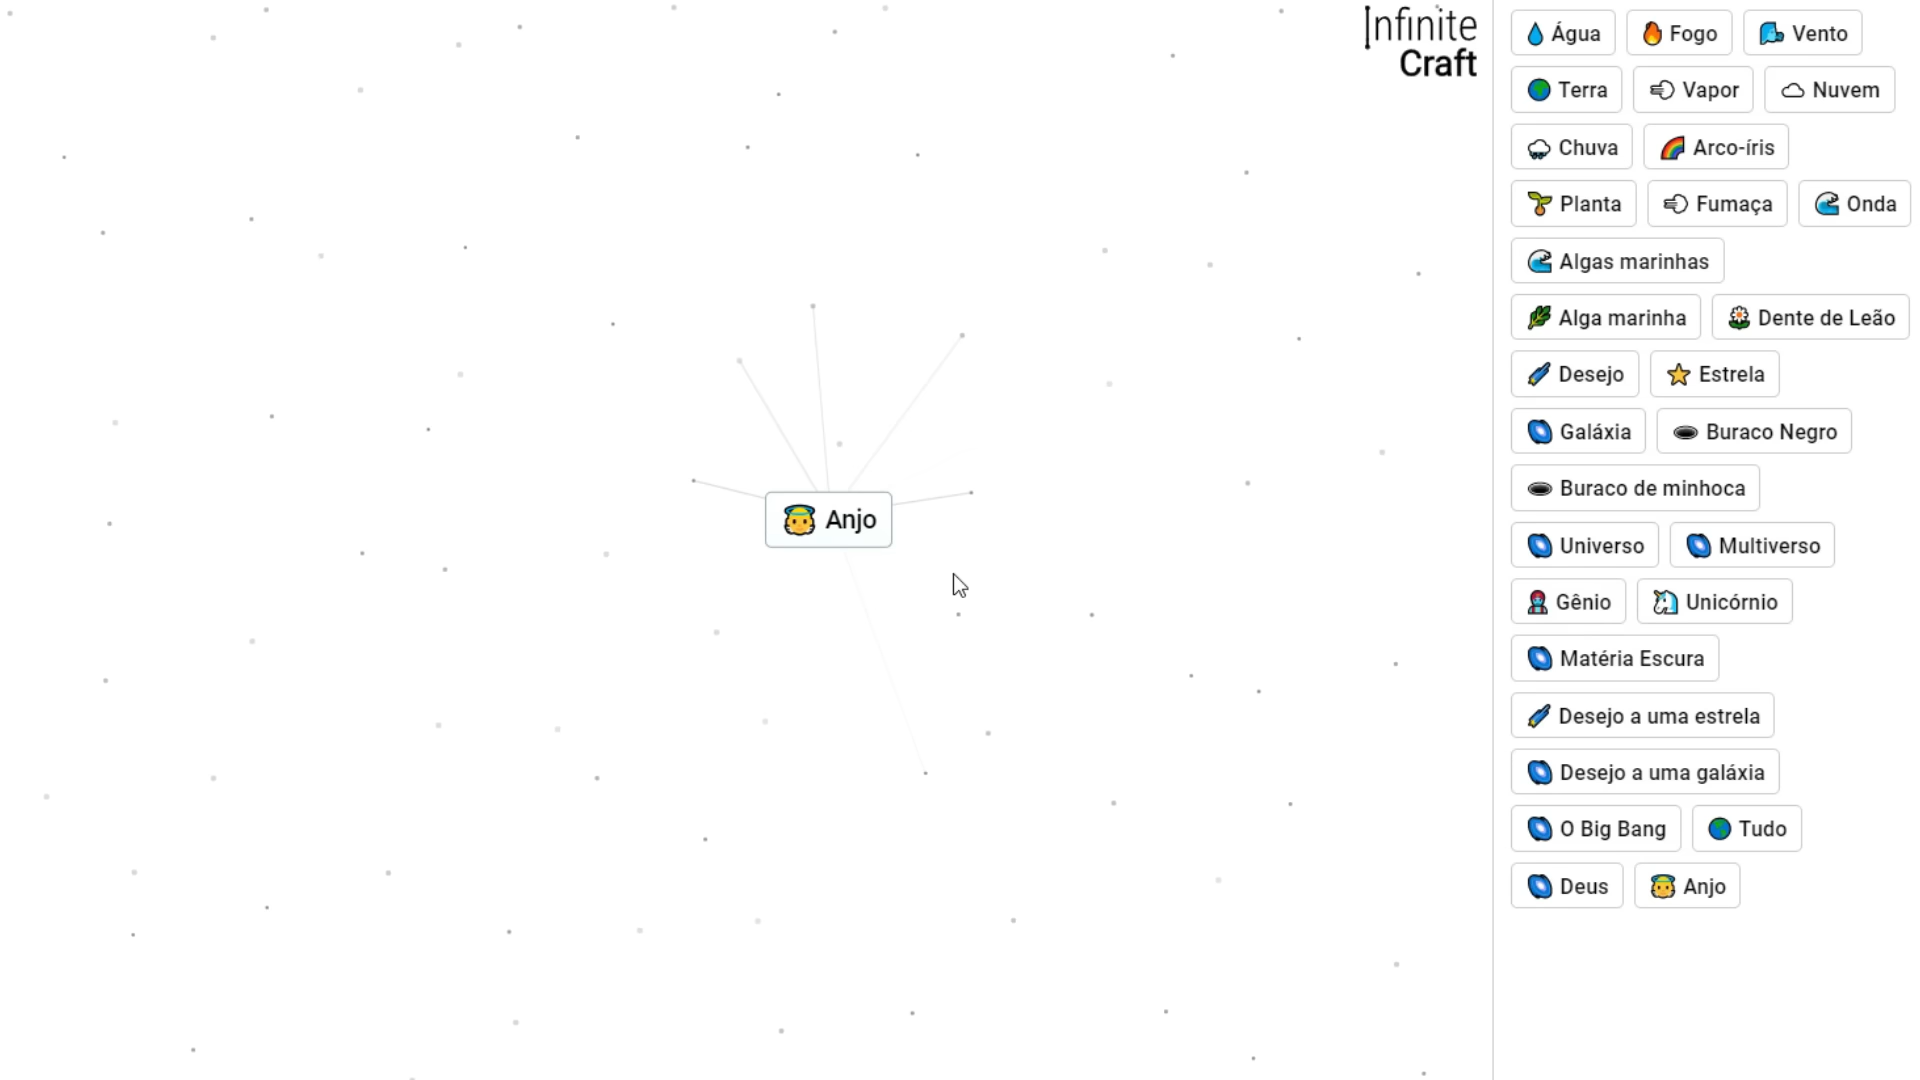 Infinite
Craft
Água Fogo Vento
Terra Vapor Nuvem
Chuva Arco-íris
Planta Fumaça Onda
Algas marinhas
Alga marinha Dente de Leão
Desejo Estrela
Galáxia Buraco Negro
Buraco de minhoca
Anjo
Universo Multiverso
Gênio Unicórnio
Matéria Escura
Desejo a uma estrela
Desejo a uma galáxia
O Big Bang Tudo
Deus Anjo